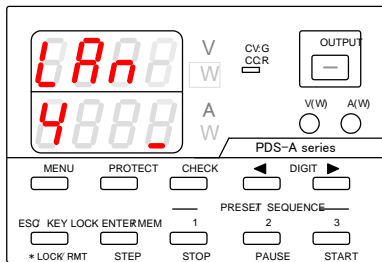 LAn
V
W
4 _
A
W
CV:G
CC:R
OUTPUT
V(W) A(W)
PDS-A series
MENU PROTECT CHECK ◀ DIGIT ▶
PRESET SEQUENCE
ESC KEY LOCK ENTER MEM 1 2 3
* LOCK/RMT STEP STOP PAUSE START